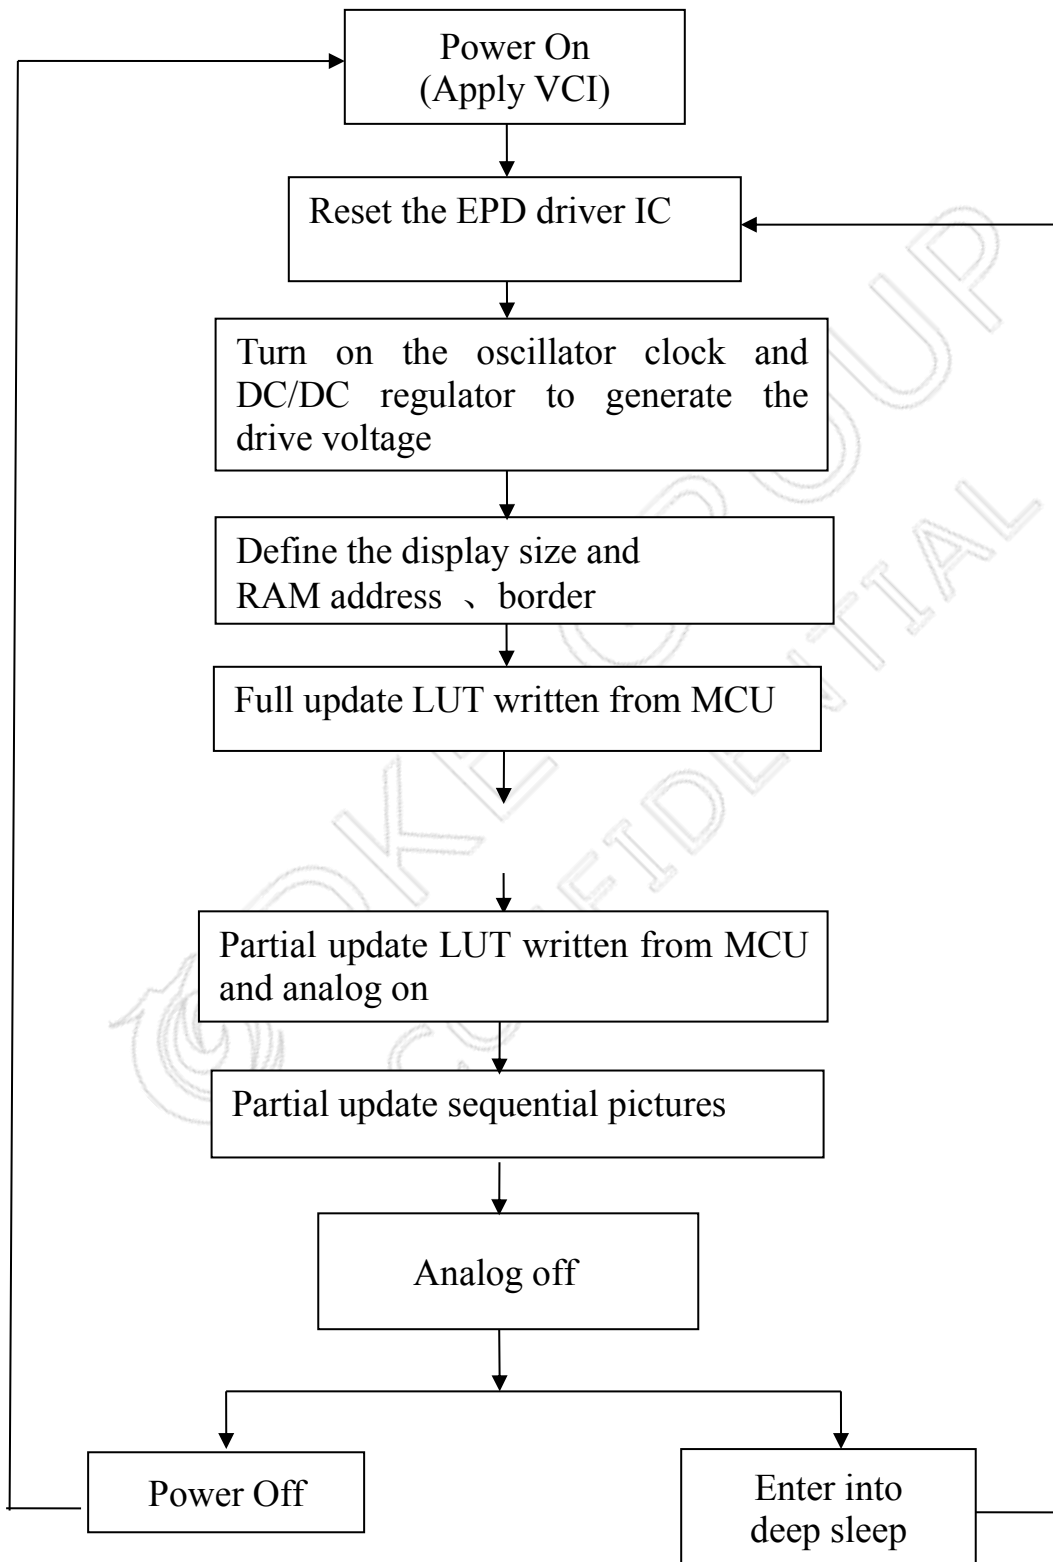 Power On
(Apply VCI)
Reset the EPD driver IC
Turn on the oscillator clock and
DC/DC regulator to generate the
drive voltage
Define the display size and
RAM address 、border
Full update LUT written from MCU
Partial update LUT written from MCU
and analog on
Partial update sequential pictures
Analog off
Power Off
Enter into
deep sleep
DKE GROUP
CONFIDENTIAL